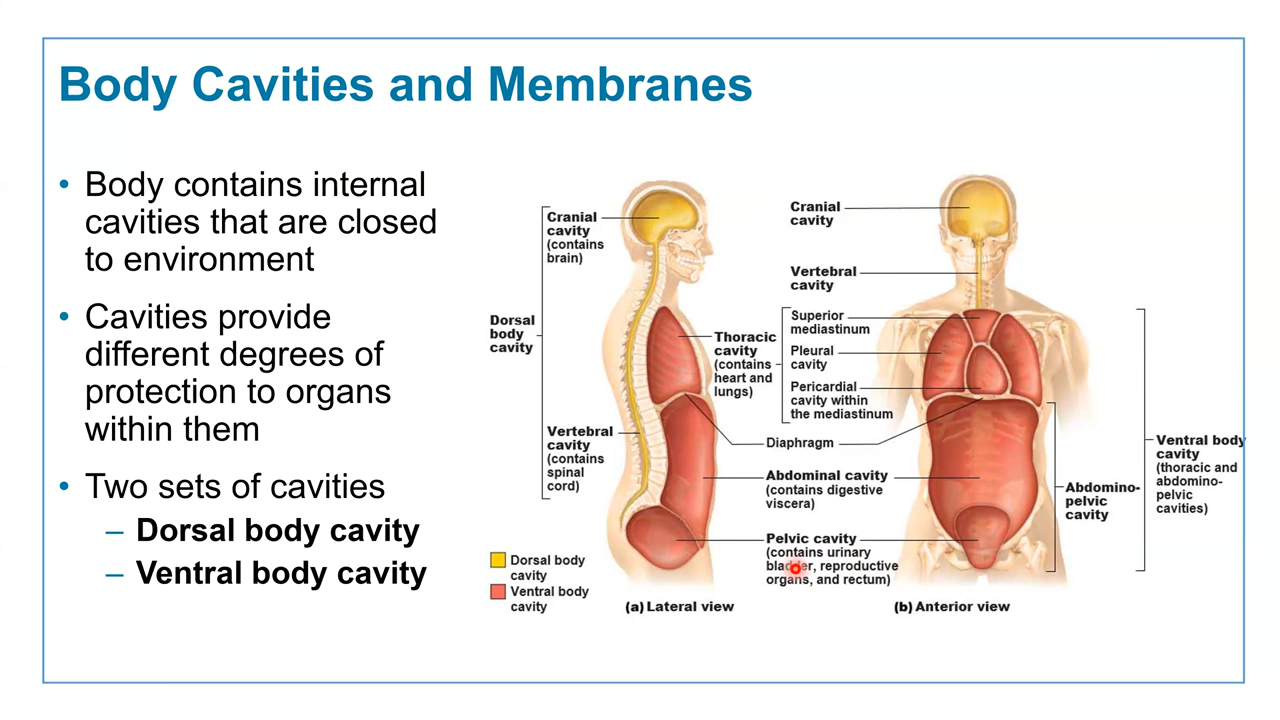 Body Cavities and Membranes
• Body contains internal
cavities that are closed
to environment
• Cavities provide
different degrees of
protection to organs
within them
• Two sets of cavities
– Dorsal body cavity
– Ventral body cavity
Dorsal
body
cavity
Cranial
cavity
(contains
brain)
Vertebral
cavity
(contains
spinal
cord)
Dorsal body
cavity
Ventral body
cavity
Thoracic
cavity
(contains
heart and
lungs)
(a) Lateral view
Cranial
cavity
Vertebral
cavity
Superior
mediastinum
Pleural
cavity
Pericardial
cavity within
the mediastinum
Diaphragm
Abdominal cavity
(contains digestive
viscera)
Pelvic cavity
(contains urinary
bladder, reproductive
organs, and rectum)
(b) Anterior view
Abdomino-
pelvic
cavity
Ventral body
cavity
(thoracic and
abdomino-
pelvic
cavities)